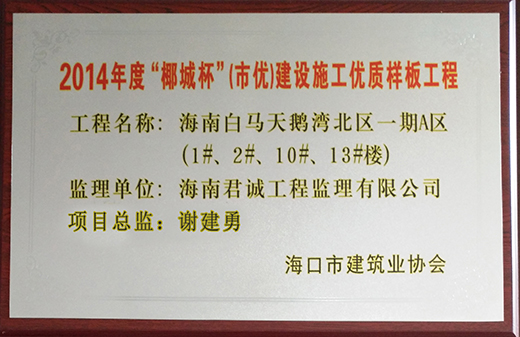 2014年度“椰城杯”(市优)建设施工优质样板工程
工程名称：海南白马天鹅湾北区一期A区
(1#、2#、10#、13#楼)
监理单位：海南君诚工程监理有限公司
项目总监：谢建勇
海口市建筑业协会